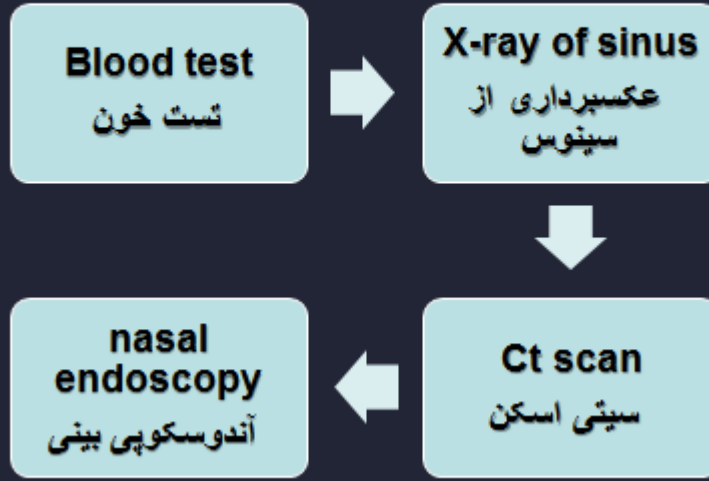 Blood test
تست خون
X-ray of sinus
عکسبرداری از
سینوس
Ct scan
سیتی اسکن
nasal
endoscopy
آندوسکوپی بینی